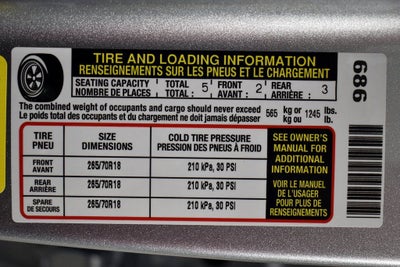 TIRE AND LOADING INFORMATION
RENSEIGNEMENTS SUR LES PNEUS ET LE CHARGEMENT
SEATING CAPACITY TOTAL FRONT REAR
NOMBRE DE PLACES TOTAL : 5 AVANT : 2 ARRIÈRE : 3
The combined weight of occupants and cargo should never exceed 565 kg or 1245 lbs.
Le poids total des occupants et du chargement ne doit jamais dépasser kg ou lb.
TIRE SIZE COLD TIRE PRESSURE
PNEU DIMENSIONS PRESSION DES PNEUS À FROID
FRONT
AVANT 265/70R18 210 kPa, 30 PSI
REAR
ARRIÈRE 265/70R18 210 kPa, 30 PSI
SPARE
DE SECOURS 265/70R18 210 kPa, 30 PSI
SEE OWNER'S
MANUAL FOR
ADDITIONAL
INFORMATION
VOIR LE MANUEL
DE L'USAGER
POUR PLUS DE
RENSEIGNEMENTS
686